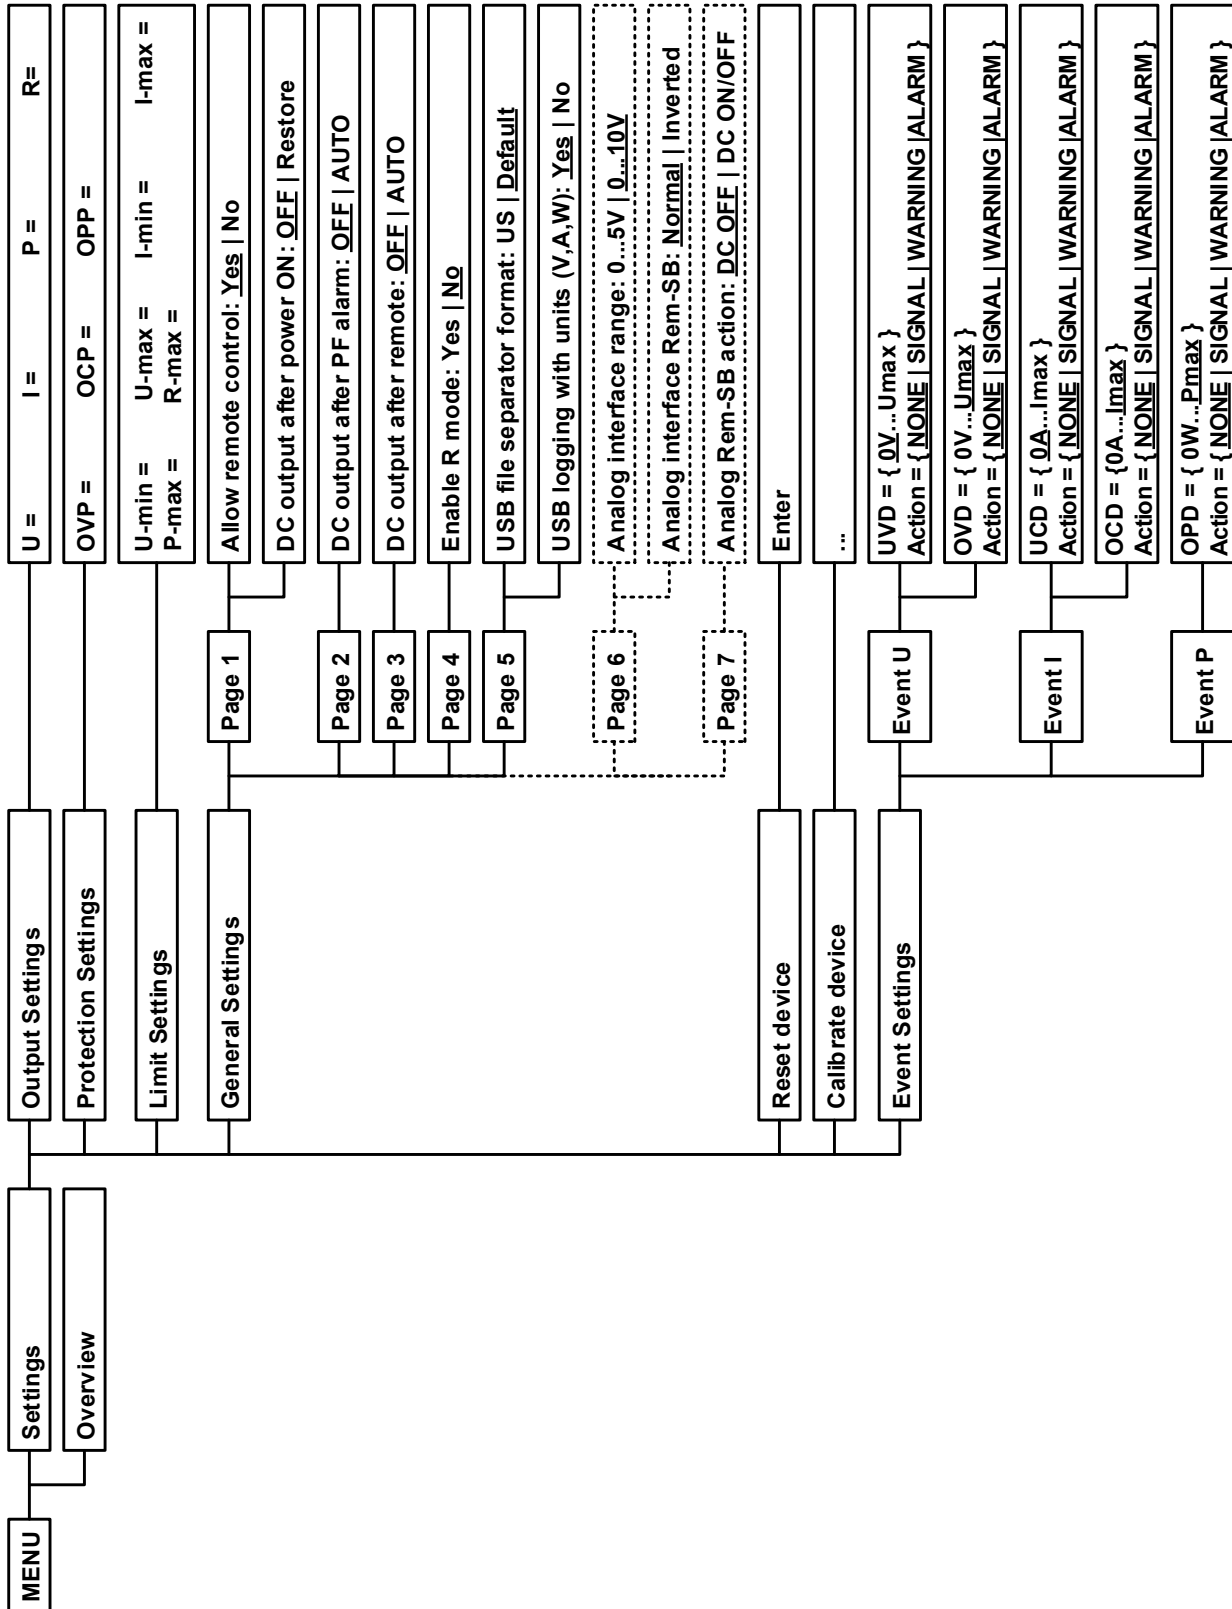 MENU
Settings
Overview
Output Settings
Protection Settings
Limit Settings
General Settings
Reset device
Calibrate device
Event Settings
Page 1
Page 2
Page 3
Page 4
Page 5
Page 6
Page 7
Event U
Event I
Event P
U = I = P = R=
OVP = OCP = OPP =
U-min = U-max = I-min = I-max =
P-max = R-max =
Allow remote control: Yes | No
DC output after power ON: OFF | Restore
DC output after PF alarm: OFF | AUTO
DC output after remote: OFF | AUTO
Enable R mode: Yes | No
USB file separator format: US | Default
USB logging with units (V,A,W): Yes | No
Analog interface range: 0...5V | 0...10V
Analog interface Rem-SB: Normal | Inverted
Analog Rem-SB action: DC OFF | DC ON/OFF
Enter
...
UVD = { 0V...Umax }
Action = { NONE | SIGNAL | WARNING |ALARM }
OVD = { 0V...Umax }
Action = { NONE | SIGNAL | WARNING |ALARM }
UCD = { 0A...Imax }
Action = { NONE | SIGNAL | WARNING |ALARM }
OCD = {0A...Imax }
Action = { NONE | SIGNAL | WARNING |ALARM }
OPD = { 0W...Pmax }
Action = { NONE | SIGNAL | WARNING |ALARM }